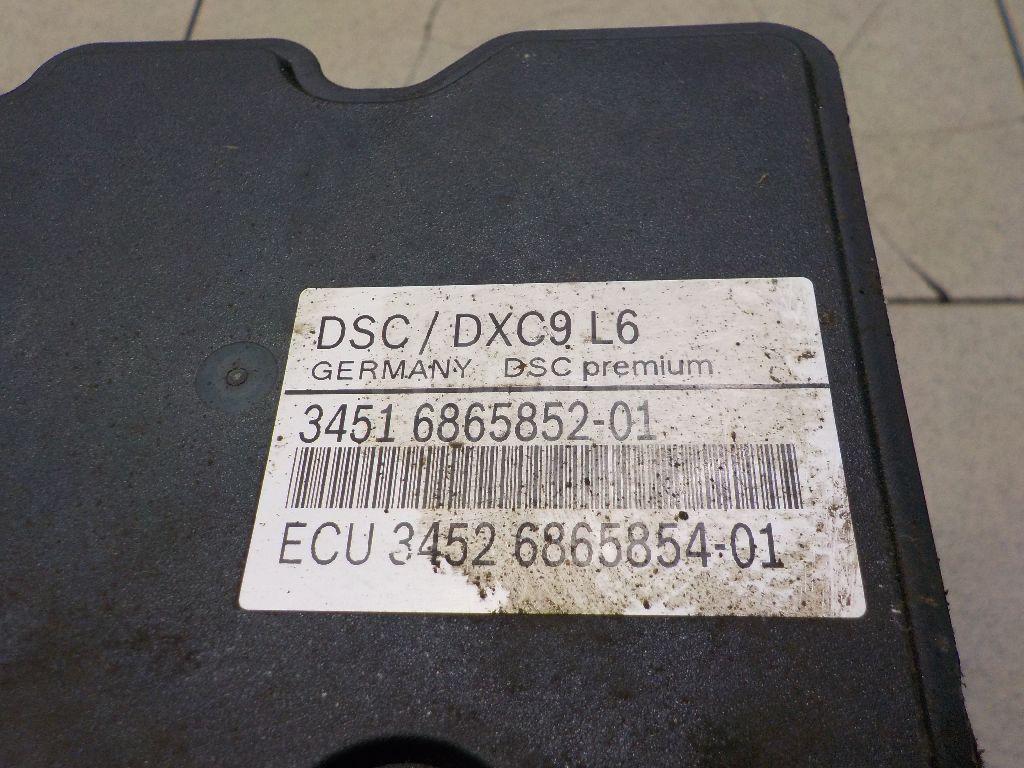 DSC / DXC9 L6
GERMANY DSC premium
3451 6865852-01
ECU 3452 6865854-01